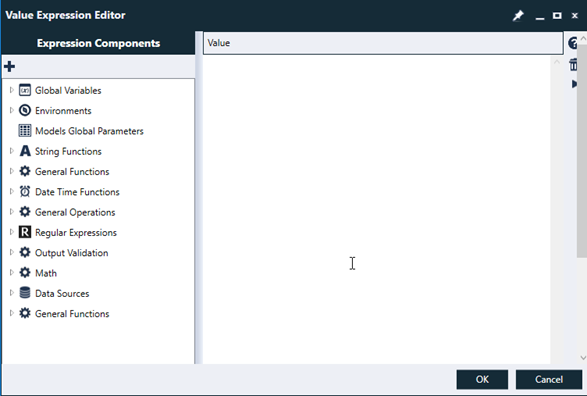 Value Expression Editor
Expression Components
Value
Global Variables
Environments
Models Global Parameters
String Functions
General Functions
Date Time Functions
General Operations
Regular Expressions
Output Validation
Math
Data Sources
General Functions
OK
Cancel